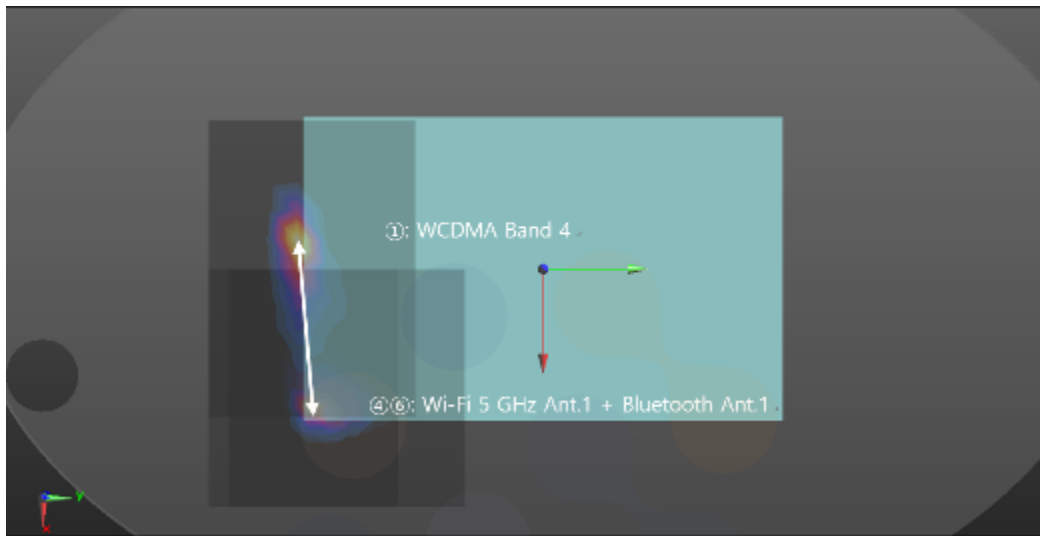 ①: WCDMA Band 4
④⑥: Wi-Fi 5 GHz Ant.1 + Bluetooth Ant.1
y
x